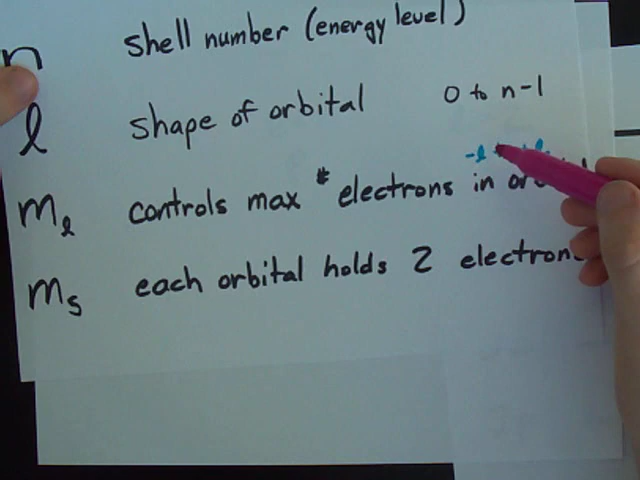 n shell number (energy level)
l shape of orbital 0 to n-1
-l
mₗ controls max # electrons in
mₛ each orbital holds 2 electron